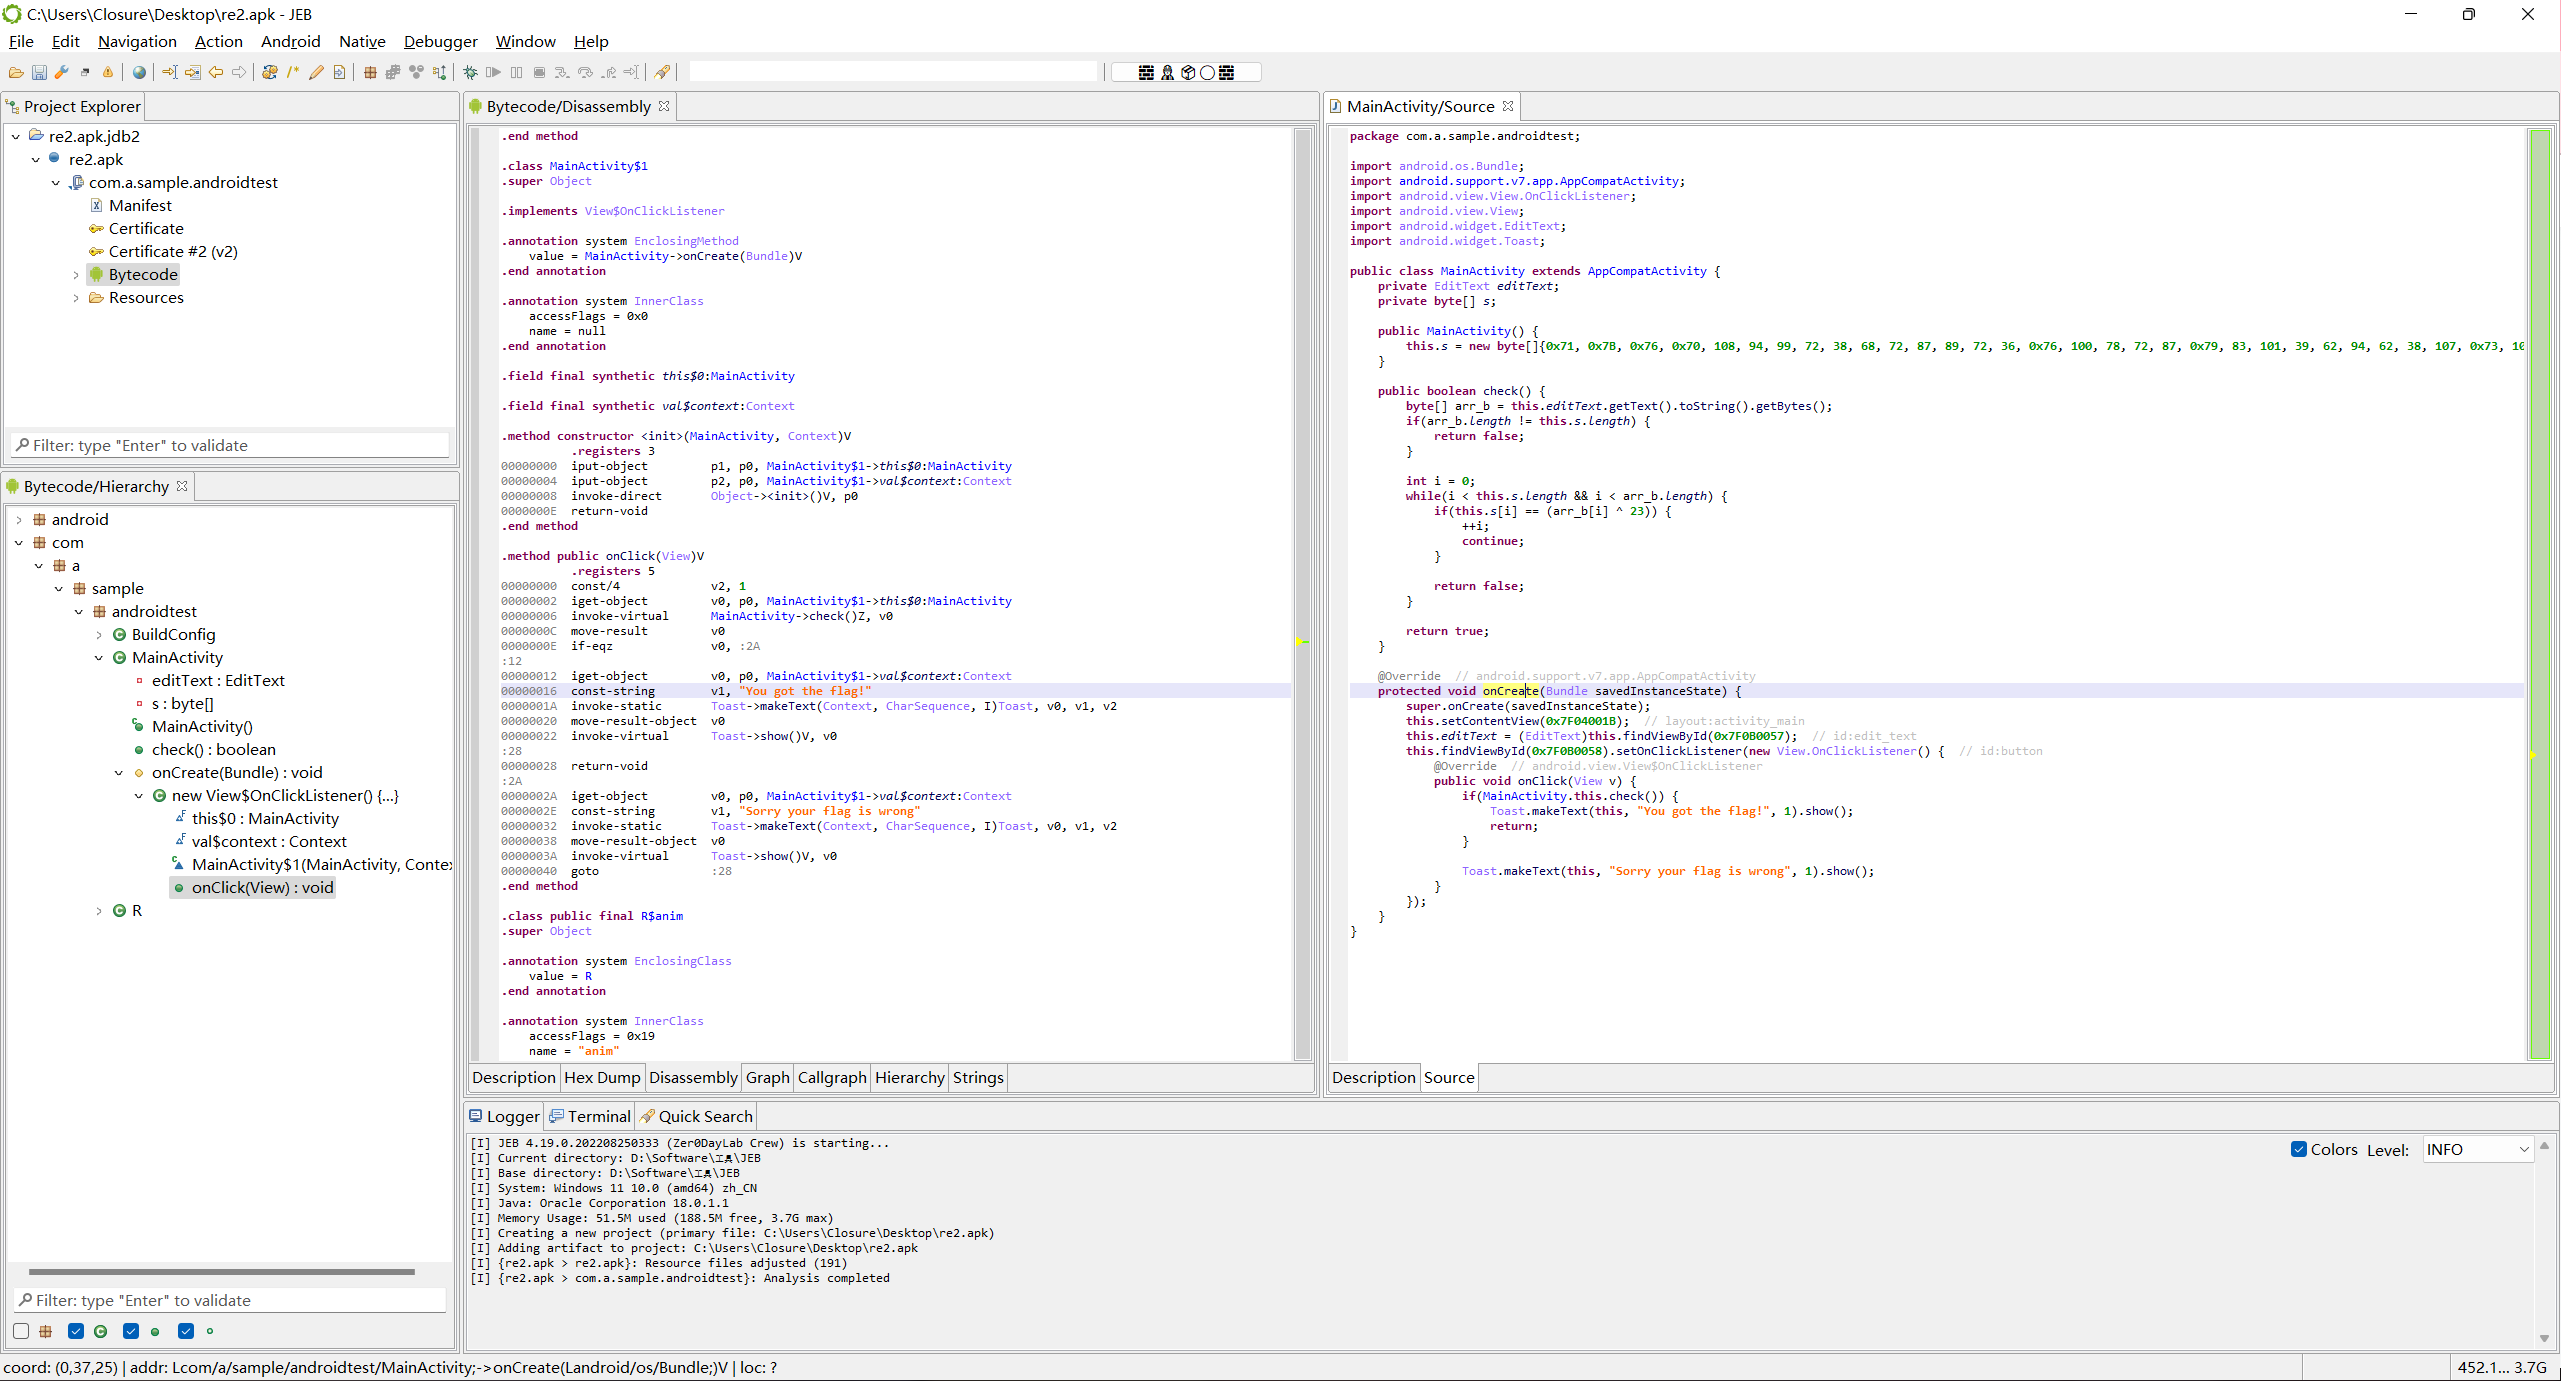 C:\Users\Closure\Desktop\re2.apk - JEB
File Edit Navigation Action Android Native Debugger Window Help
Project Explorer
re2.apk.jdb2
re2.apk
com.a.sample.androidtest
Manifest
Certificate
Certificate #2 (v2)
Bytecode
Resources
Filter: type "Enter" to validate
Bytecode/Hierarchy
android
com
a
sample
androidtest
BuildConfig
MainActivity
editText : EditText
s : byte[]
MainActivity()
check() : boolean
onCreate(Bundle) : void
new View$OnClickListener() {...}
this$0 : MainActivity
val$context : Context
MainActivity$1(MainActivity, Contex
onClick(View) : void
R
Filter: type "Enter" to validate
Bytecode/Disassembly
.end method
.class MainActivity$1
.super Object
.implements View$OnClickListener
.annotation system EnclosingMethod
value = MainActivity->onCreate(Bundle)V
.end annotation
.annotation system InnerClass
accessFlags = 0x0
name = null
.end annotation
.field final synthetic this$0:MainActivity
.field final synthetic val$context:Context
.method constructor <init>(MainActivity, Context)V
.registers 3
00000000 iput-object p1, p0, MainActivity$1->this$0:MainActivity
00000004 iput-object p2, p0, MainActivity$1->val$context:Context
00000008 invoke-direct Object-><init>()V, p0
0000000E return-void
.end method
.method public onClick(View)V
.registers 5
00000000 const/4 v2, 1
00000002 iget-object v0, p0, MainActivity$1->this$0:MainActivity
00000006 invoke-virtual MainActivity->check()Z, v0
0000000C move-result v0
0000000E if-eqz v0, :2A
:12
00000012 iget-object v0, p0, MainActivity$1->val$context:Context
00000016 const-string v1, "You got the flag!"
0000001A invoke-static Toast->makeText(Context, CharSequence, I)Toast, v0, v1, v2
00000020 move-result-object v0
00000022 invoke-virtual Toast->show()V, v0
:28
00000028 return-void
:2A
0000002A iget-object v0, p0, MainActivity$1->val$context:Context
0000002E const-string v1, "Sorry your flag is wrong"
00000032 invoke-static Toast->makeText(Context, CharSequence, I)Toast, v0, v1, v2
00000038 move-result-object v0
0000003A invoke-virtual Toast->show()V, v0
00000040 goto :28
.end method
.class public final R$anim
.super Object
.annotation system EnclosingClass
value = R
.end annotation
.annotation system InnerClass
accessFlags = 0x19
name = "anim"
Description Hex Dump Disassembly Graph Callgraph Hierarchy Strings
MainActivity/Source
package com.a.sample.androidtest;
import android.os.Bundle;
import android.support.v7.app.AppCompatActivity;
import android.view.View.OnClickListener;
import android.view.View;
import android.widget.EditText;
import android.widget.Toast;
public class MainActivity extends AppCompatActivity {
private EditText editText;
private byte[] s;
public MainActivity() {
this.s = new byte[]{0x71, 0x7B, 0x76, 0x70, 108, 94, 99, 72, 38, 68, 72, 87, 89, 72, 36, 0x76, 100, 78, 72, 87, 0x79, 83, 101, 39, 62, 94, 62, 38, 107, 0x73, 10
}
public boolean check() {
byte[] arr_b = this.editText.getText().toString().getBytes();
if(arr_b.length != this.s.length) {
return false;
}
int i = 0;
while(i < this.s.length && i < arr_b.length) {
if(this.s[i] == (arr_b[i] ^ 23)) {
++i;
continue;
}
return false;
}
return true;
}
@Override // android.support.v7.app.AppCompatActivity
protected void onCreate(Bundle savedInstanceState) {
super.onCreate(savedInstanceState);
this.setContentView(0x7F04001B); // layout:activity_main
this.editText = (EditText)this.findViewById(0x7F0B0057); // id:edit_text
this.findViewById(0x7F0B0058).setOnClickListener(new View.OnClickListener() { // id:button
@Override // android.view.View$OnClickListener
public void onClick(View v) {
if(MainActivity.this.check()) {
Toast.makeText(this, "You got the flag!", 1).show();
return;
}
Toast.makeText(this, "Sorry your flag is wrong", 1).show();
}
});
}
}
Description Source
Logger Terminal Quick Search
[I] JEB 4.19.0.202208250333 (Zer0DayLab Crew) is starting...
[I] Current directory: D:\Software\工具\JEB
[I] Base directory: D:\Software\工具\JEB
[I] System: Windows 11 10.0 (amd64) zh_CN
[I] Java: Oracle Corporation 18.0.1.1
[I] Memory Usage: 51.5M used (188.5M free, 3.7G max)
[I] Creating a new project (primary file: C:\Users\Closure\Desktop\re2.apk)
[I] Adding artifact to project: C:\Users\Closure\Desktop\re2.apk
[I] {re2.apk > re2.apk}: Resource files adjusted (191)
[I] {re2.apk > com.a.sample.androidtest}: Analysis completed
Colors Level: INFO
coord: (0,37,25) | addr: Lcom/a/sample/androidtest/MainActivity;->onCreate(Landroid/os/Bundle;)V | loc: ?
452.1... 3.7G